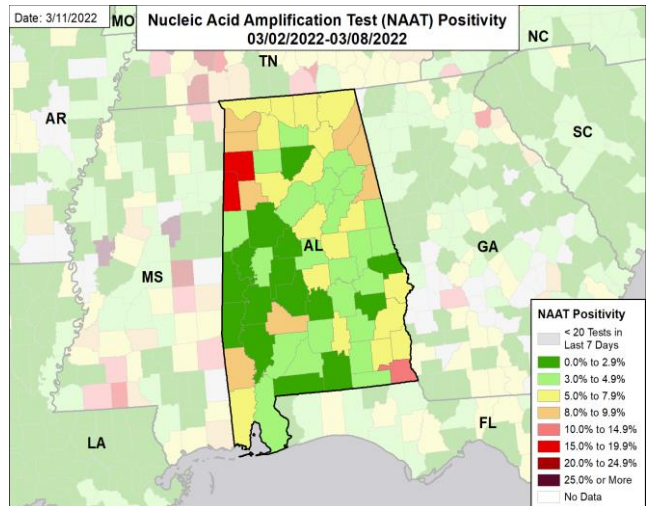 Date: 3/11/2022
Nucleic Acid Amplification Test (NAAT) Positivity
03/02/2022-03/08/2022
MO
TN
NC
AR
SC
MS
AL
GA
LA
FL
NAAT Positivity
< 20 Tests in
Last 7 Days
0.0% to 2.9%
3.0% to 4.9%
5.0% to 7.9%
8.0% to 9.9%
10.0% to 14.9%
15.0% to 19.9%
20.0% to 24.9%
25.0% or More
No Data